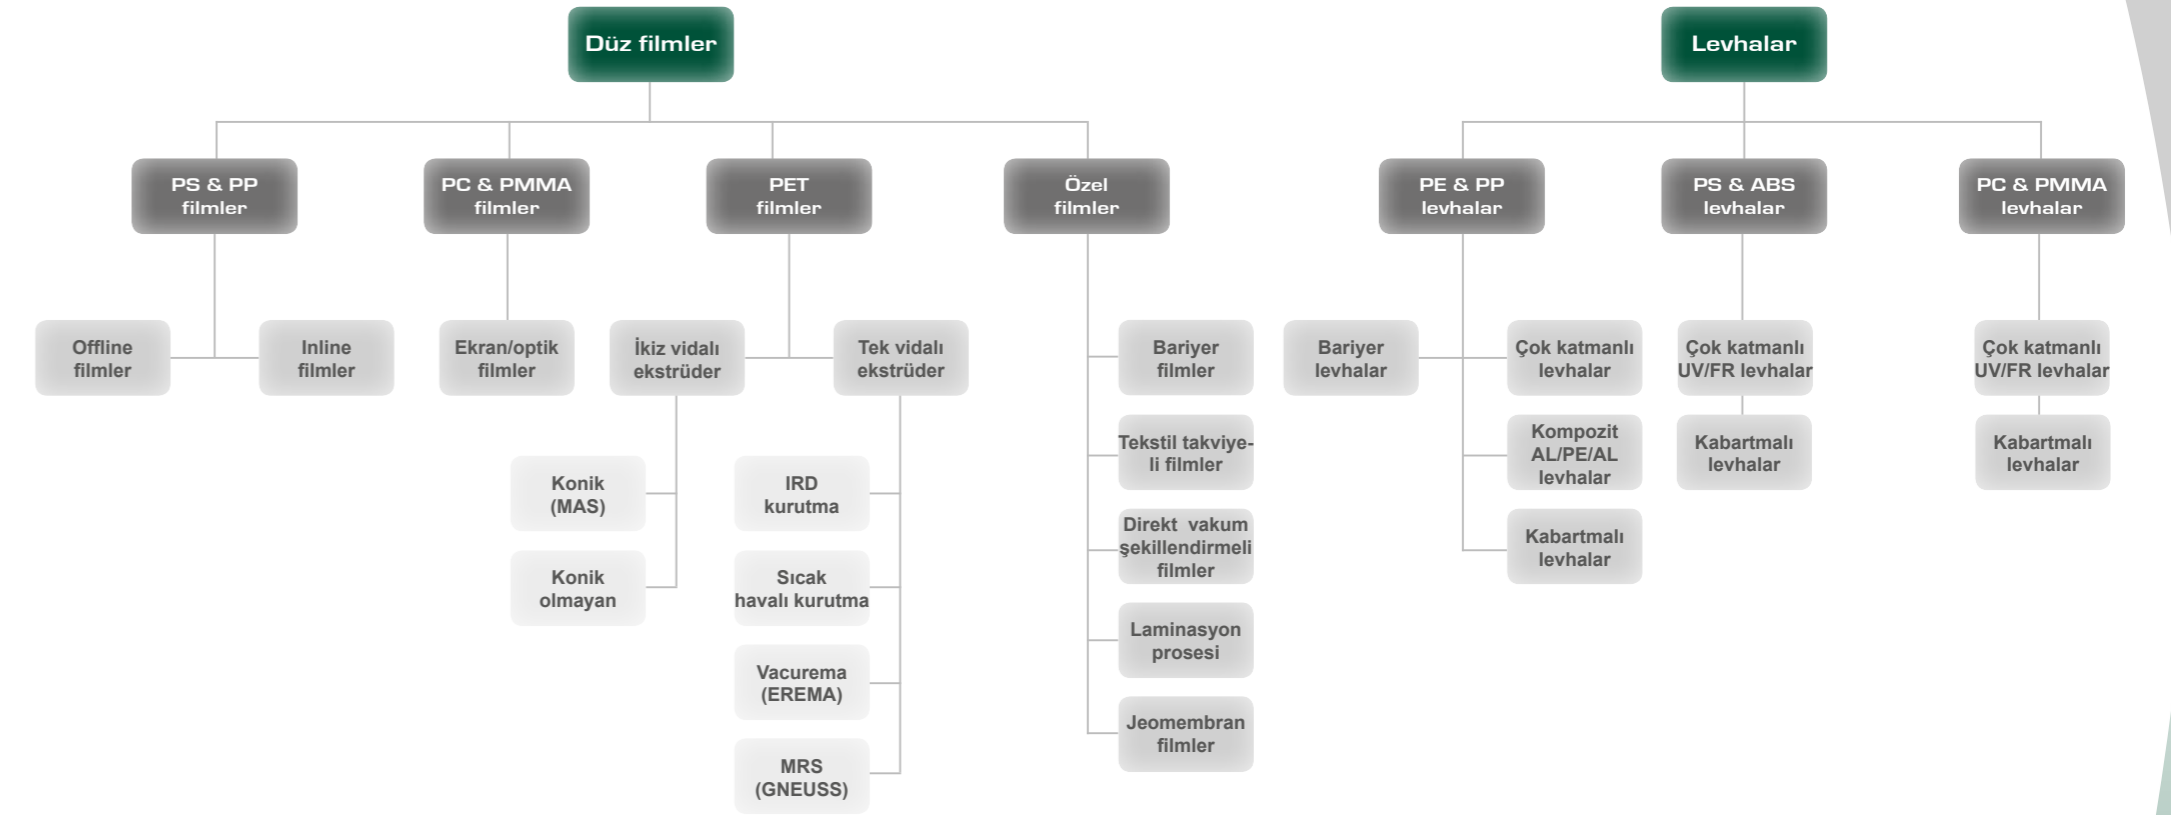 Düz filmler
Levhalar
PS & PP
filmler
PC & PMMA
filmler
PET
filmler
Özel
filmler
PE & PP
levhalar
PS & ABS
levhalar
PC & PMMA
levhalar
Offline
filmler
Inline
filmler
Ekran/optik
filmler
İkiz vidalı
ekstrüder
Tek vidalı
ekstrüder
Bariyer
filmler
Bariyer
levhalar
Çok katmanlı
levhalar
Çok katmanlı
UV/FR levhalar
Çok katmanlı
UV/FR levhalar
Tekstil takviye-
li filmler
Kompozit
AL/PE/AL
levhalar
Kabartmalı
levhalar
Kabartmalı
levhalar
Konik
(MAS)
IRD
kurutma
Direkt  vakum
şekillendirmeli
filmler
Kabartmalı
levhalar
Konik
olmayan
Sıcak
havalı kurutma
Laminasyon
prosesi
Vacurema
(EREMA)
Jeomembran
filmler
MRS
(GNEUSS)